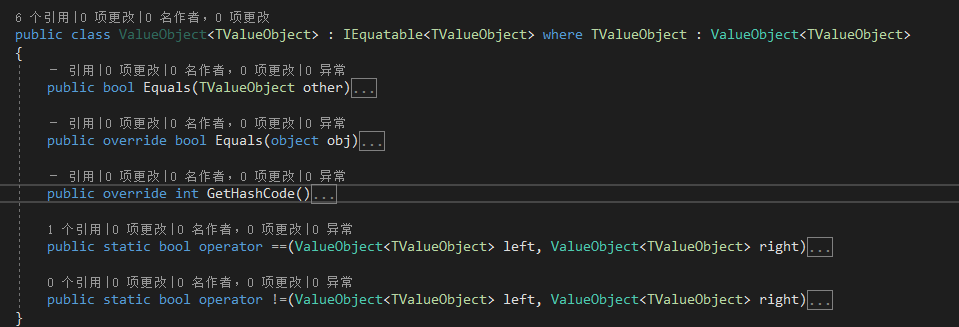 6 个引用|0 项更改|0 名作者, 0 项更改
public class ValueObject<TValueObject> : IEquatable<TValueObject> where TValueObject : ValueObject<TValueObject>
{
– 引用|0 项更改|0 名作者, 0 项更改|0 异常
public bool Equals(TValueObject other)...
– 引用|0 项更改|0 名作者, 0 项更改|0 异常
public override bool Equals(object obj)...
– 引用|0 项更改|0 名作者, 0 项更改|0 异常
public override int GetHashCode()...
1 个引用|0 项更改|0 名作者, 0 项更改|0 异常
public static bool operator ==(ValueObject<TValueObject> left, ValueObject<TValueObject> right)...
0 个引用|0 项更改|0 名作者, 0 项更改|0 异常
public static bool operator !=(ValueObject<TValueObject> left, ValueObject<TValueObject> right)...
}